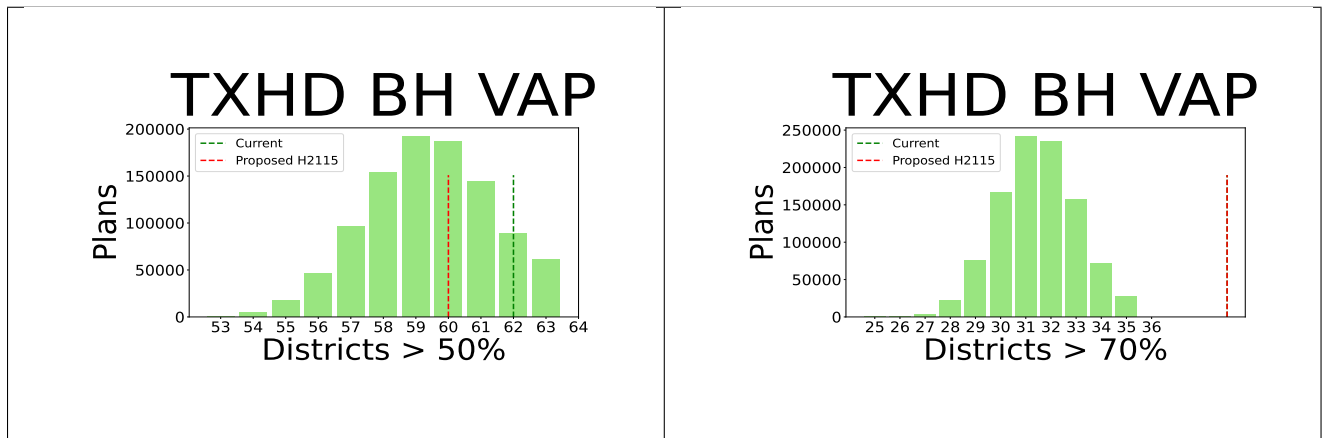 TXHD BH VAP
Current
Proposed H2115
Plans
200000
150000
100000
50000
0
53 54 55 56 57 58 59 60 61 62 63 64
Districts > 50%
TXHD BH VAP
Current
Proposed H2115
Plans
250000
200000
150000
100000
50000
0
25 26 27 28 29 30 31 32 33 34 35 36
Districts > 70%